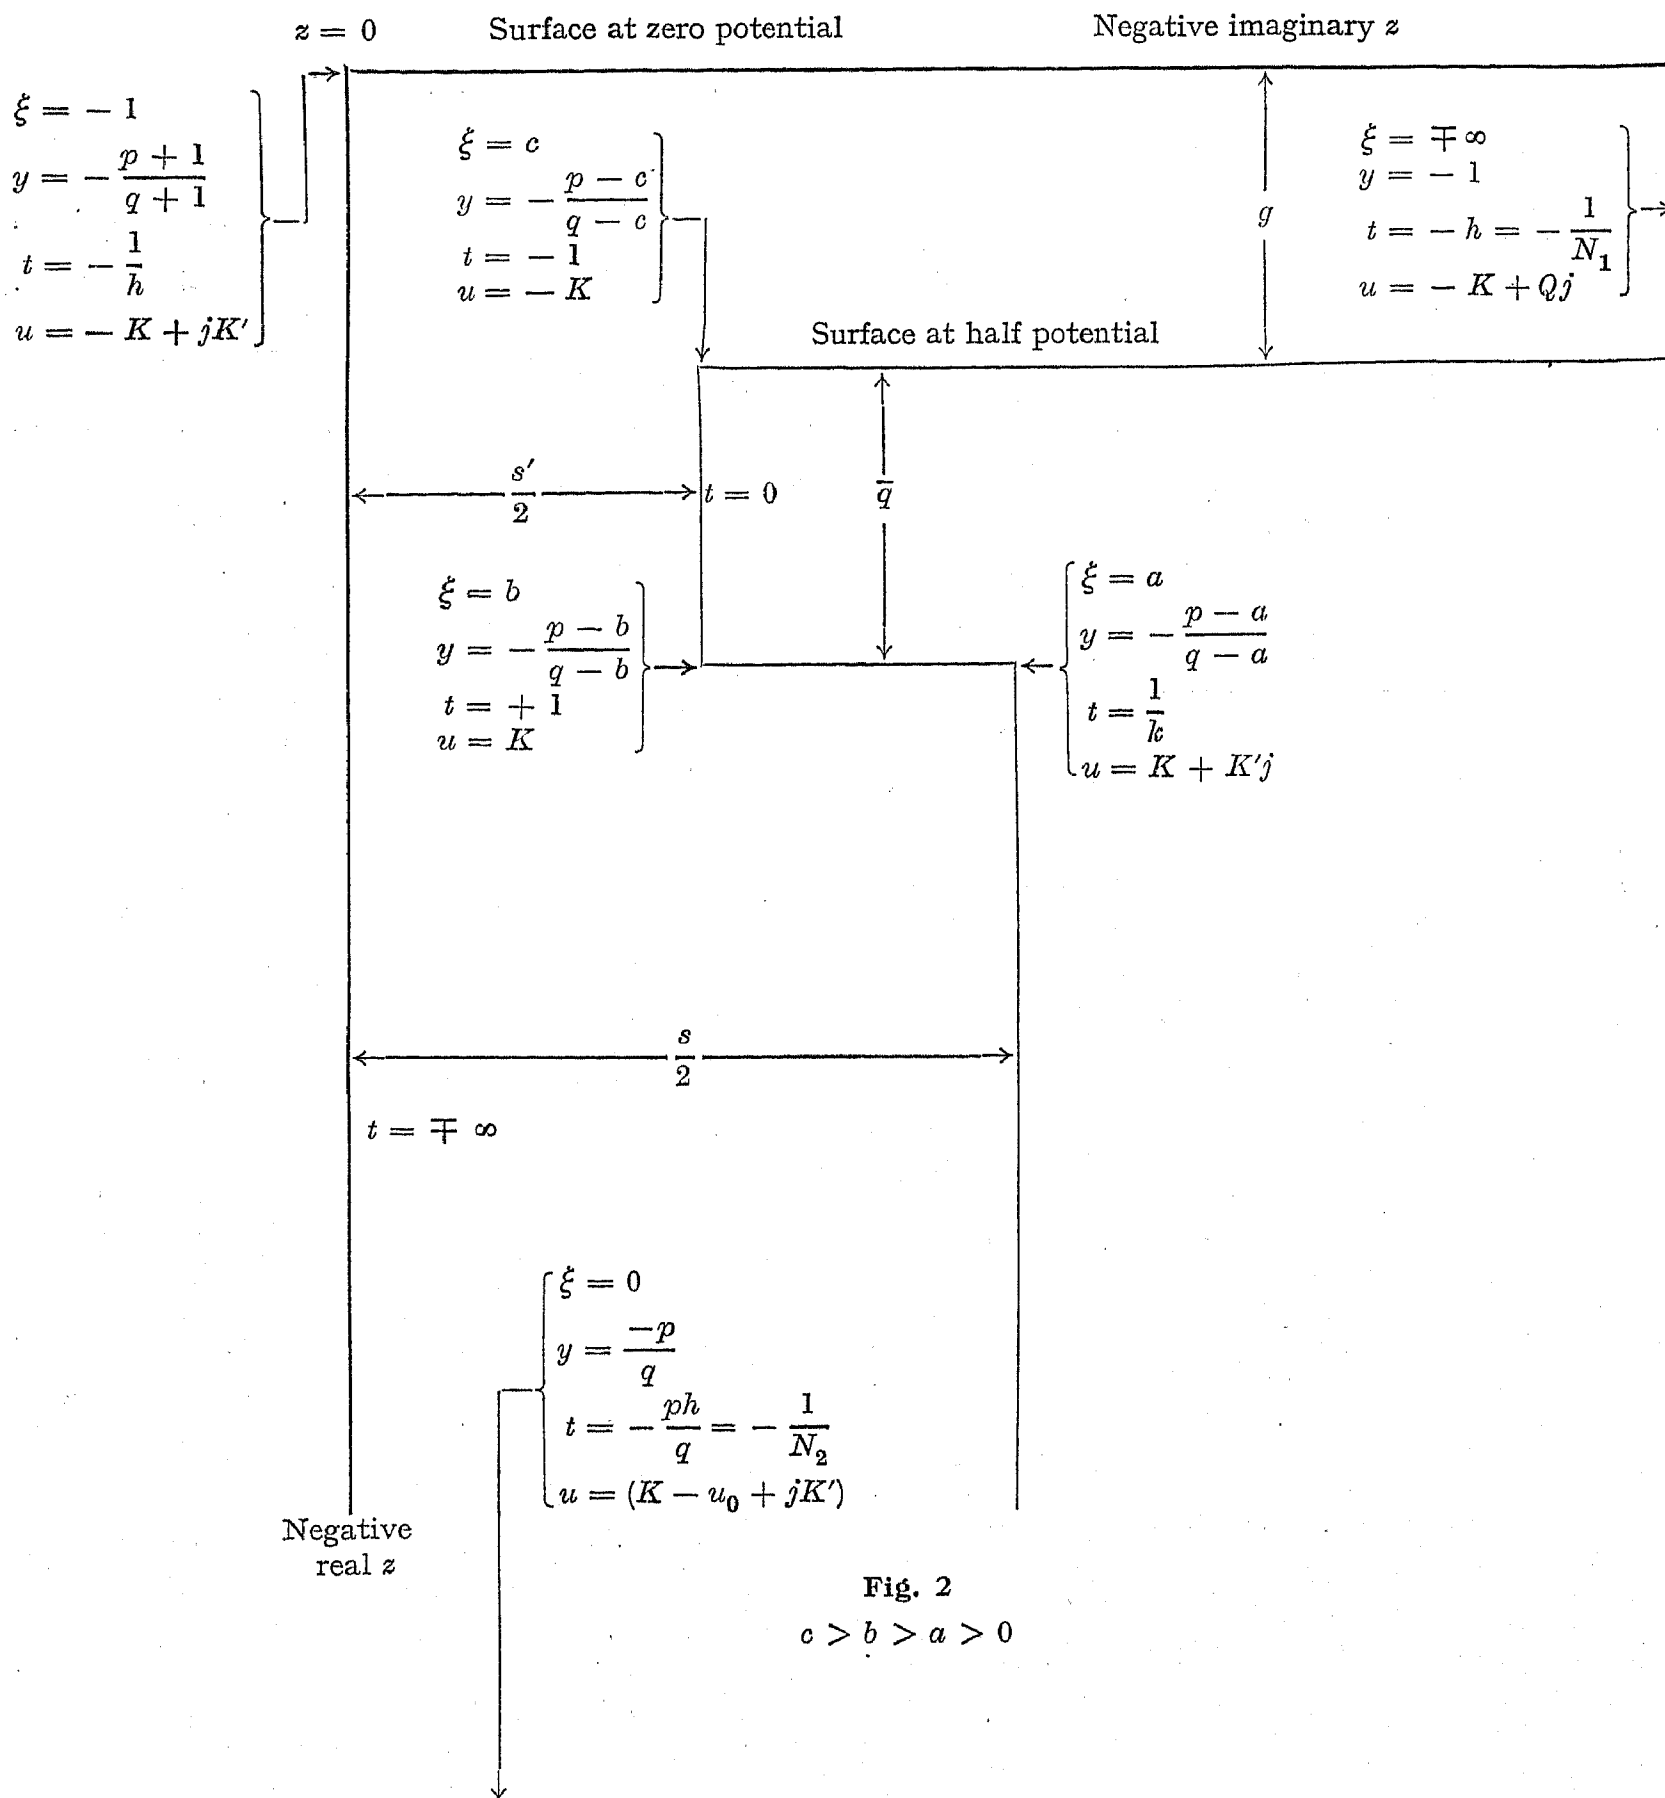 z = 0 Surface at zero potential Negative imaginary z
ξ = − 1
y = − (p + 1)/(q + 1)
t = − 1/h
u = − K + jK′
ξ = c
y = − (p − c)/(q − c)
t = − 1
u = − K
g
ξ = ∓ ∞
y = − 1
t = − h = − 1/N₁
u = − K + Qj
Surface at half potential
s′/2
t = 0
q̄
ξ = b
y = − (p − b)/(q − b)
t = + 1
u = K
ξ = a
y = − (p − a)/(q − a)
t = 1/k
u = K + K′j
s/2
t = ∓ ∞
ξ = 0
y = −p/q
t = − ph/q = − 1/N₂
u = (K − u₀ + jK′)
Negative
real z
Fig. 2
c > b > a > 0